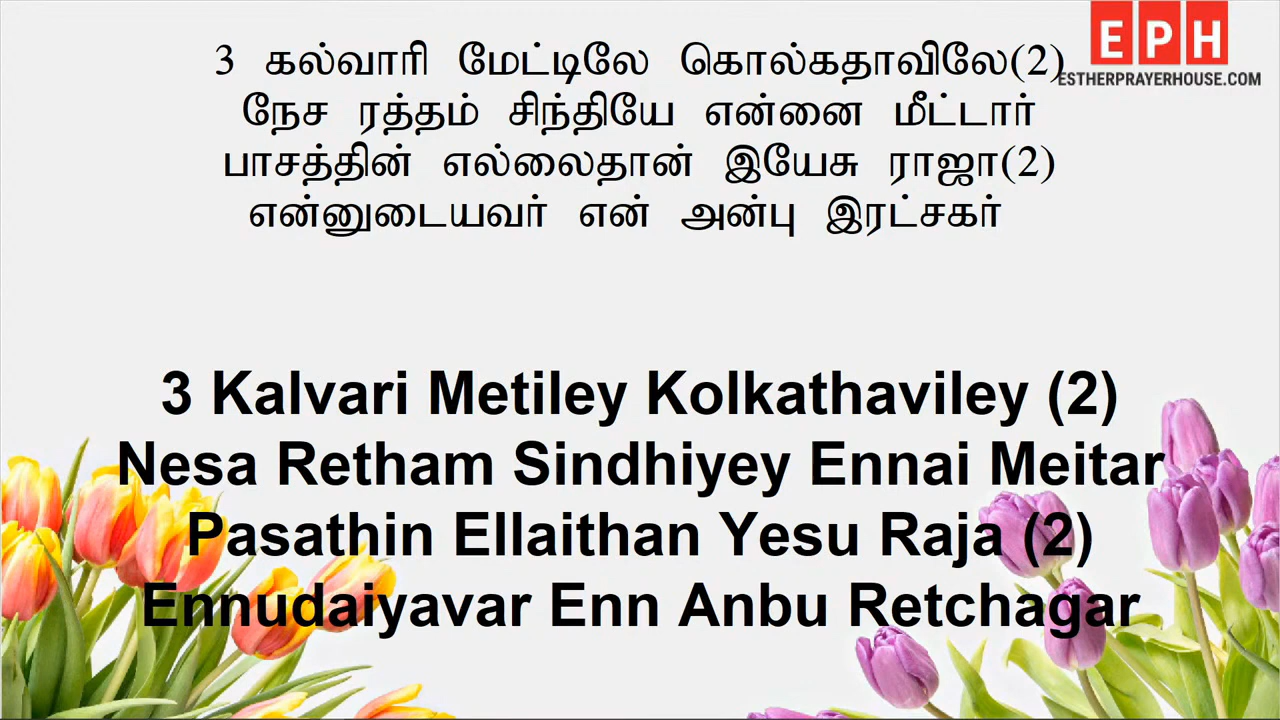 EPH
ESTHERPRAYERHOUSE.COM
3 கல்வாரி மேட்டிலே கொல்கதாவிலே(2)
நேச ரத்தம் சிந்தியே என்னை மீட்டார்
பாசத்தின் எல்லைதான் இயேசு ராஜா(2)
என்னுடையவர் என் அன்பு இரட்சகர்
3 Kalvari Metiley Kolkathaviley (2)
Nesa Retham Sindhiyey Ennai Meitar
Pasathin Ellaithan Yesu Raja (2)
Ennudaiyavar Enn Anbu Retchagar